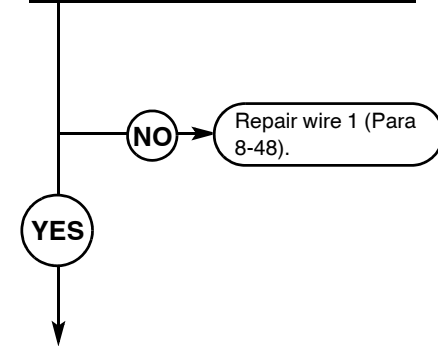 NO
Repair wire 1 (Para
8-48).
YES